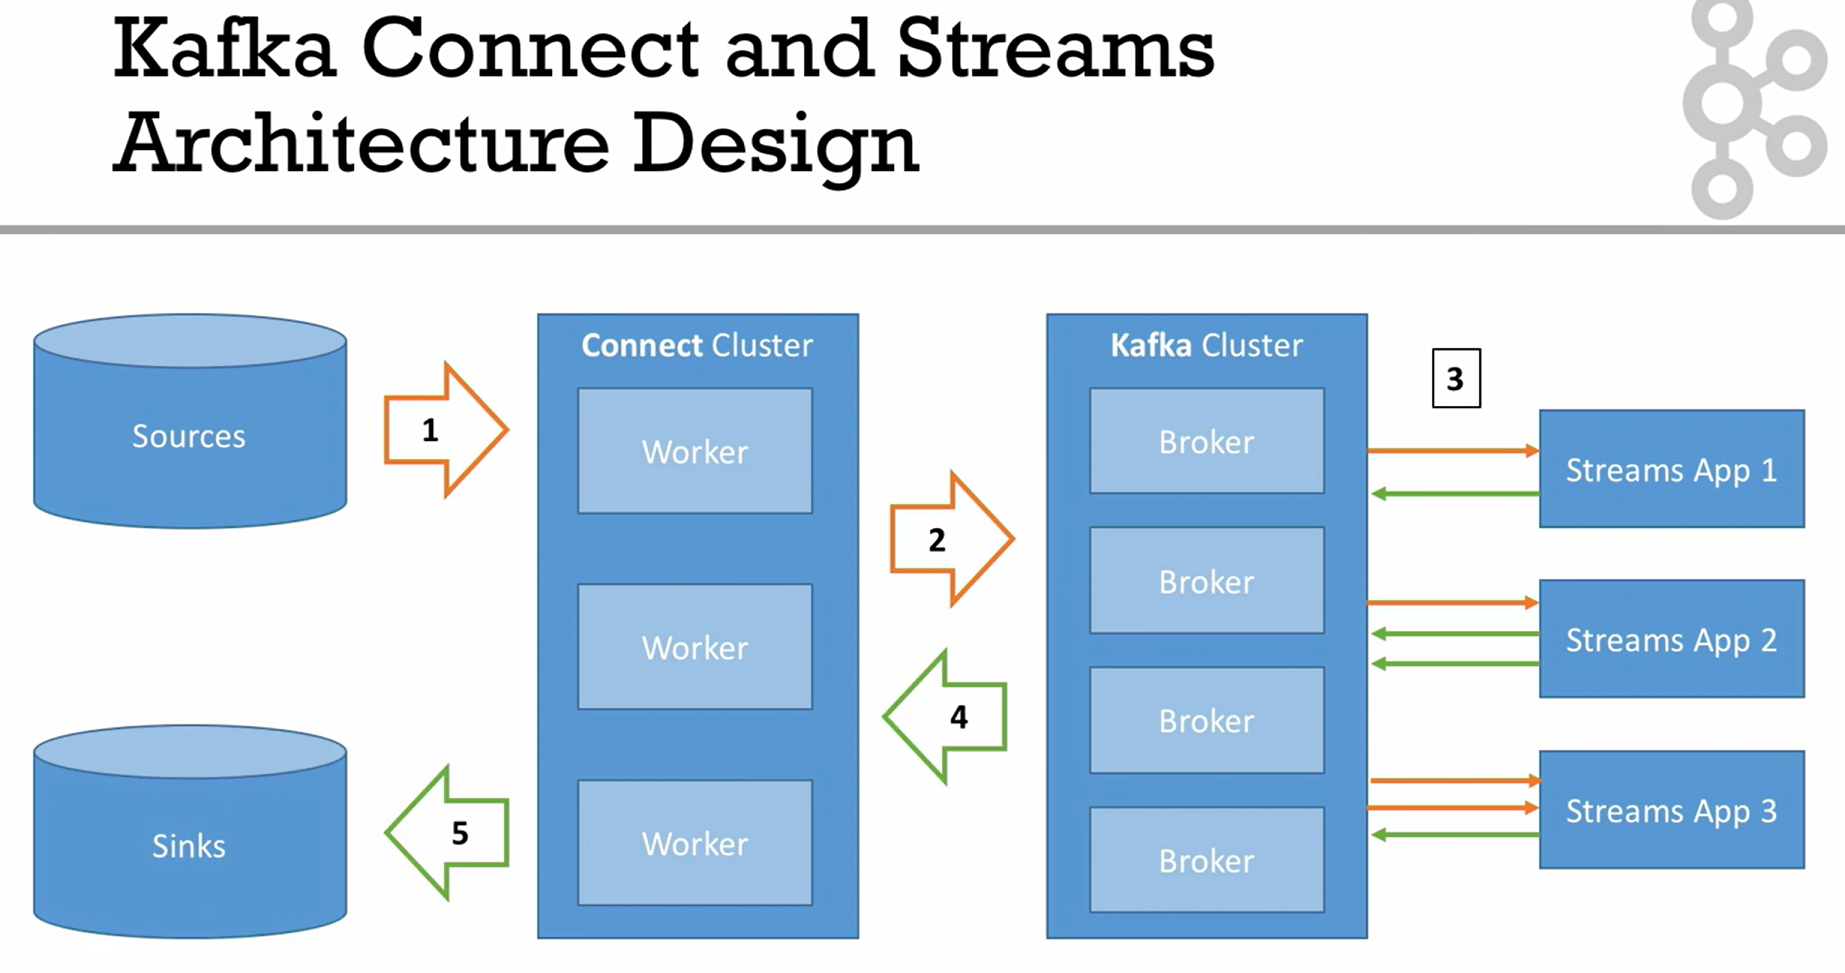 Kafka Connect and Streams
Architecture Design
Sources
1
Connect Cluster
Worker
Worker
Worker
2
4
Kafka Cluster
Broker
Broker
Broker
Broker
3
Streams App 1
Streams App 2
Streams App 3
Sinks
5